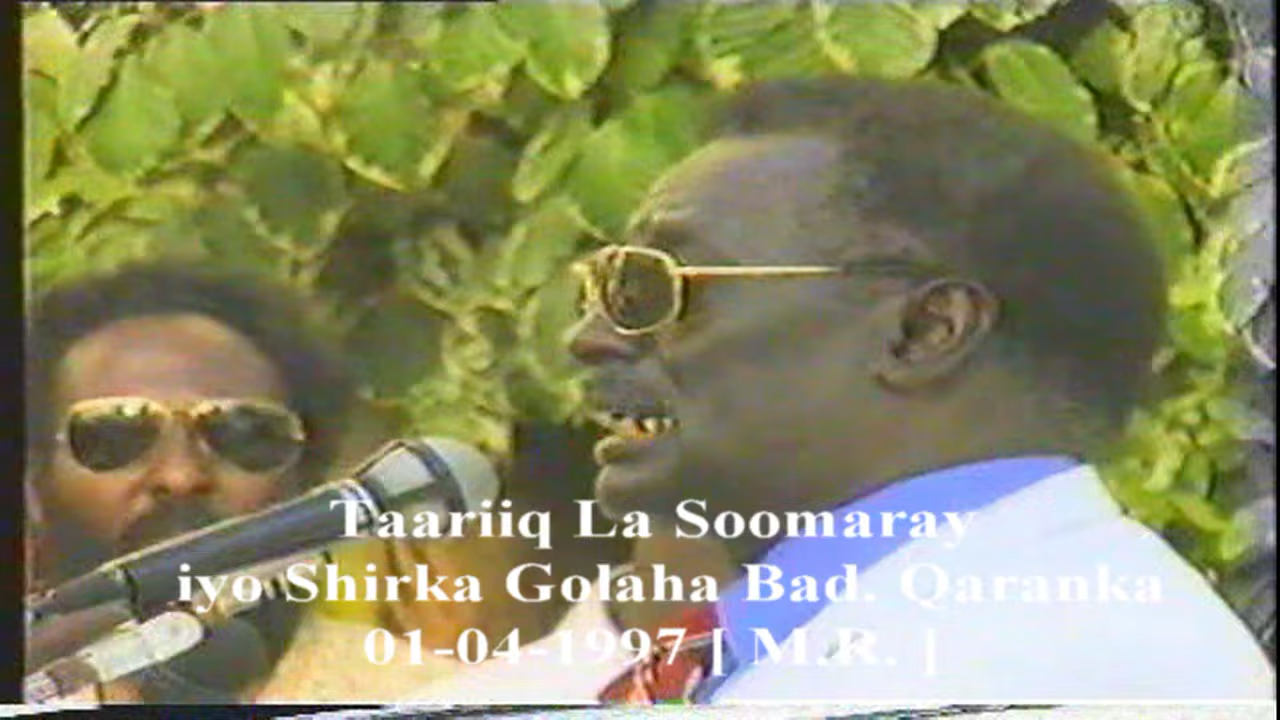 Taariiq La Soomaray
iyo Shirka Golaha Bad. Qaranka
01-04-1997 [ M.R. ]